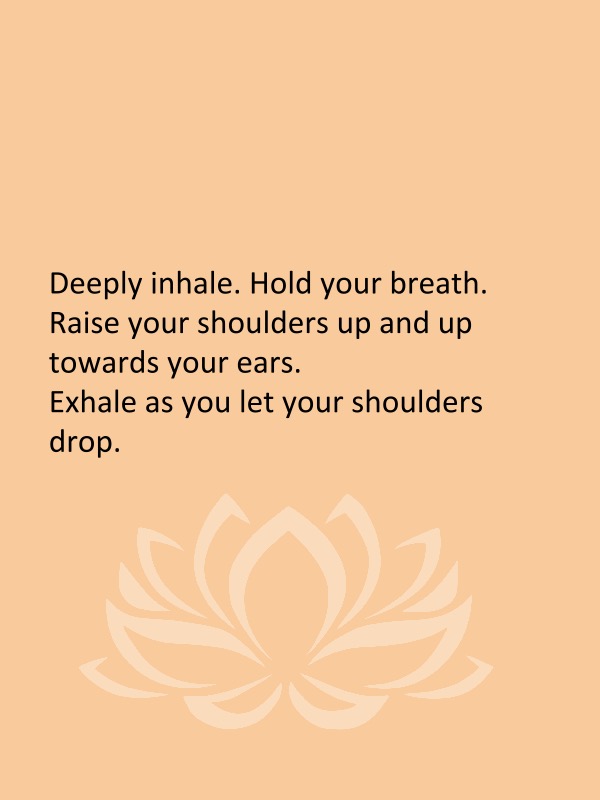 Deeply inhale. Hold your breath.
Raise your shoulders up and up
towards your ears.
Exhale as you let your shoulders
drop.